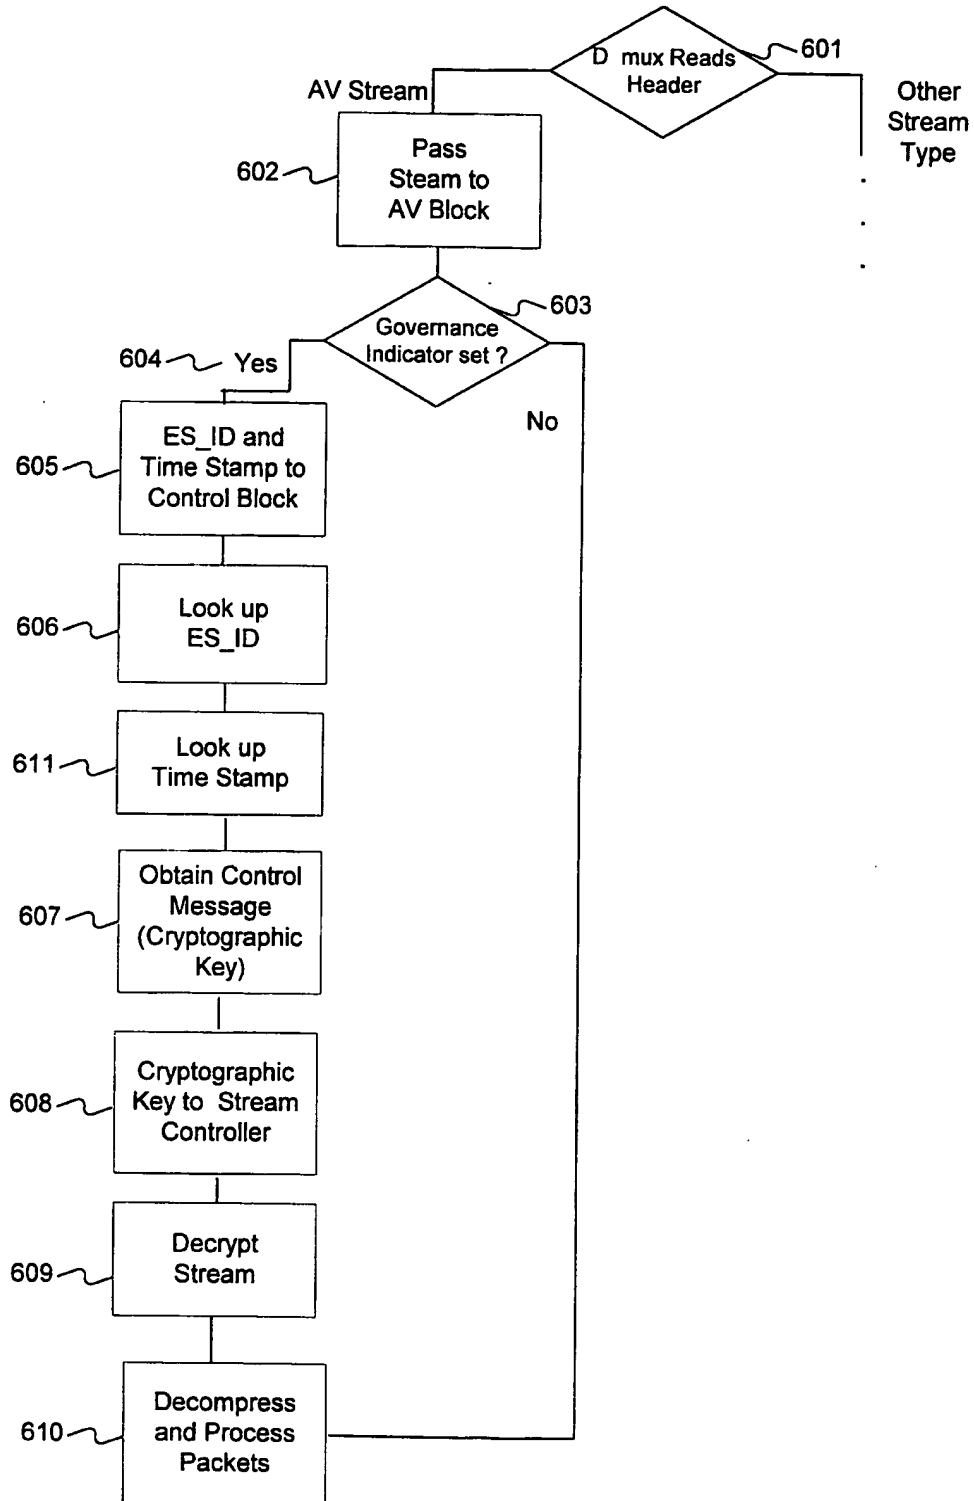 D mux Reads
Header
601
AV Stream
Other
Stream
Type
Pass
Steam to
AV Block
602
603
Governance
Indicator set ?
604
Yes
No
ES_ID and
Time Stamp to
Control Block
605
Look up
ES_ID
606
Look up
Time Stamp
611
Obtain Control
Message
(Cryptographic
Key)
607
Cryptographic
Key to Stream
Controller
608
Decrypt
Stream
609
Decompress
and Process
Packets
610